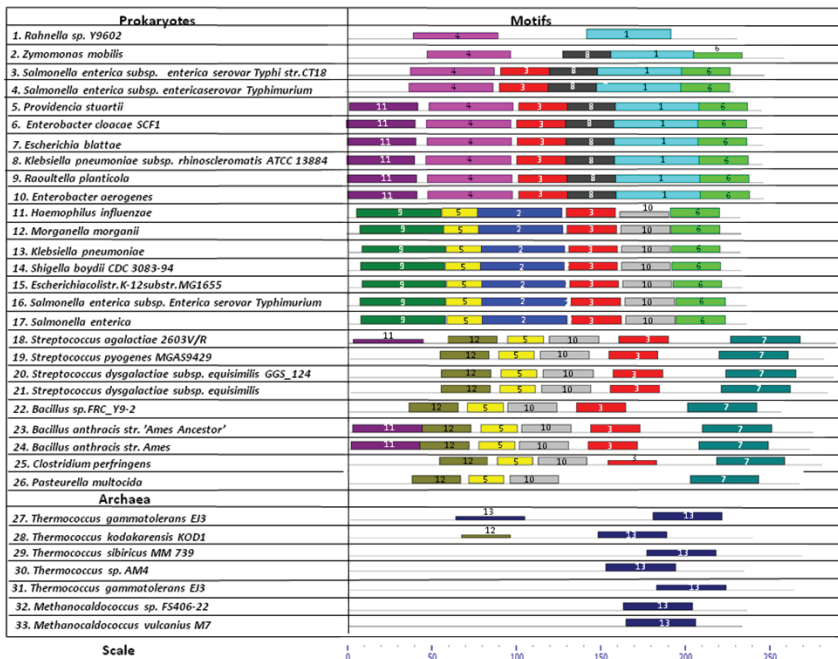 Prokaryotes Motifs
1. Rahnella sp. Y9602 4 1
2. Zymomonas mobilis 4 8 1 6
3. Salmonella enterica subsp. enterica serovar Typhi str.CT18 4 3 8 1 6
4. Salmonella enterica subsp. entericaserovar Typhimurium 4 3 8 1 6
5. Providencia stuartii 11 4 3 8 1 6
6. Enterobacter cloacae SCF1 11 4 3 8 1 6
7. Escherichia blattae 11 4 3 8 1 6
8. Klebsiella pneumoniae subsp. rhinoscleromatis ATCC 13884 11 4 3 8 1 6
9. Raoultella planticola 11 4 3 8 1 6
10. Enterobacter aerogenes 11 4 3 8 1 6
11. Haemophilus influenzae 9 5 2 3 10 6
12. Morganella morganii 9 5 2 3 10 6
13. Klebsiella pneumoniae 9 5 2 3 10 6
14. Shigella boydii CDC 3083-94 9 5 2 3 10 6
15. Escherichiacolistr.K-12substr.MG1655 9 5 2 3 10 6
16. Salmonella enterica subsp. Enterica serovar Typhimurium 9 5 2 3 10 6
17. Salmonella enterica 9 5 2 3 10 6
18. Streptococcus agalactiae 2603V/R 11 12 5 10 3 7
19. Streptococcus pyogenes MGAS9429 12 5 10 3 7
20. Streptococcus dysgalactiae subsp. equisimilis GGS_124 12 5 10 3 7
21. Streptococcus dysgalactiae subsp. equisimilis 12 5 10 3 7
22. Bacillus sp.FRC_Y9-2 12 5 10 3 7
23. Bacillus anthracis str. 'Ames Ancestor' 11 12 5 10 3 7
24. Bacillus anthracis str. Ames 11 12 5 10 3 7
25. Clostridium perfringens 12 5 10 3 7
26. Pasteurella multocida 12 5 10 7
Archaea
27. Thermococcus gammatolerans EJ3 13 13
28. Thermococcus kodakarensis KOD1 12 13
29. Thermococcus sibiricus MM 739 13
30. Thermococcus sp. AM4 13
31. Thermococcus gammatolerans EJ3 13
32. Methanocaldococcus sp. FS406-22 13
33. Methanocaldococcus vulcanius M7 13
Scale 0 50 100 150 200 250